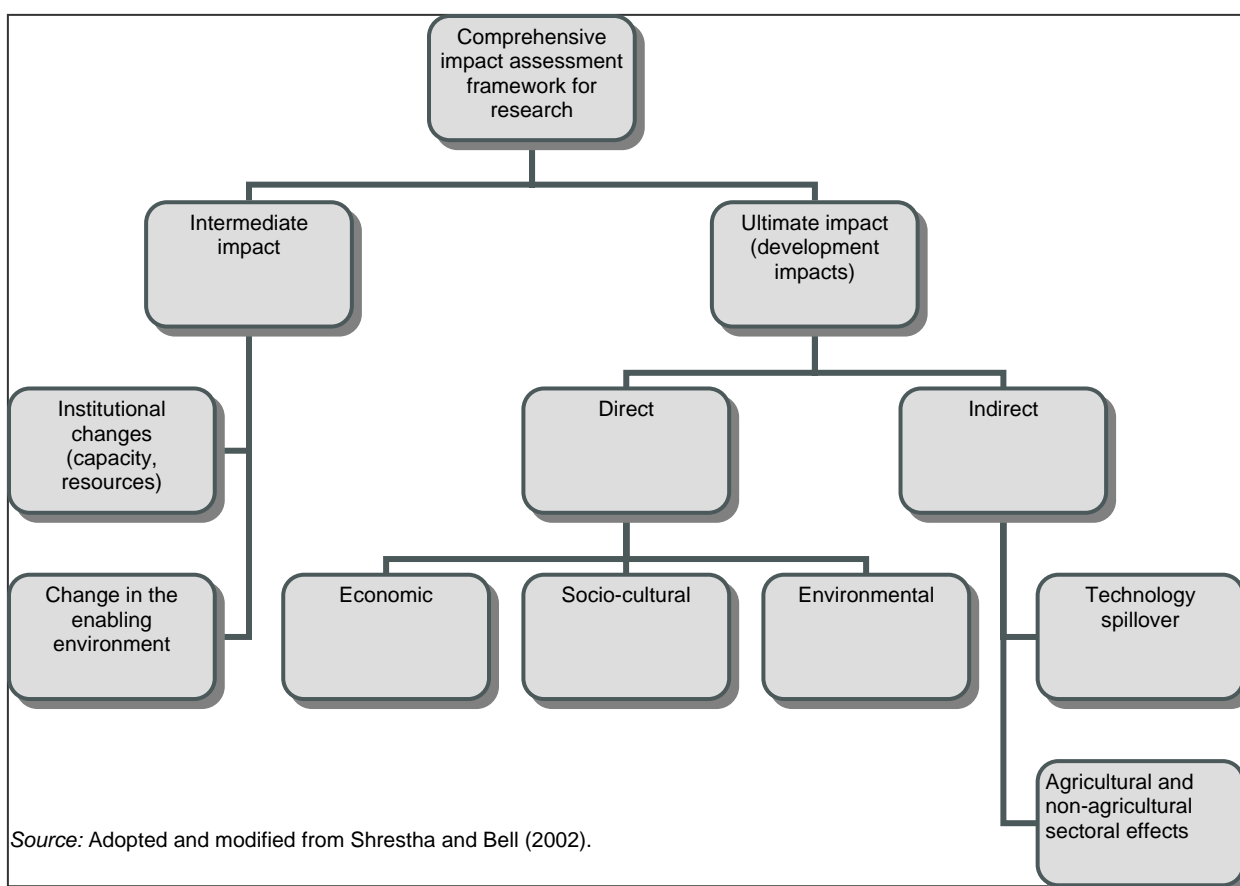 Comprehensive
impact assessment
framework for
research
Intermediate
impact
Ultimate impact
(development
impacts)
Institutional
changes
(capacity,
resources)
Direct
Indirect
Change in the
enabling
environment
Economic
Socio-cultural
Environmental
Technology
spillover
Agricultural and
non-agricultural
sectoral effects
Source: Adopted and modified from Shrestha and Bell (2002).